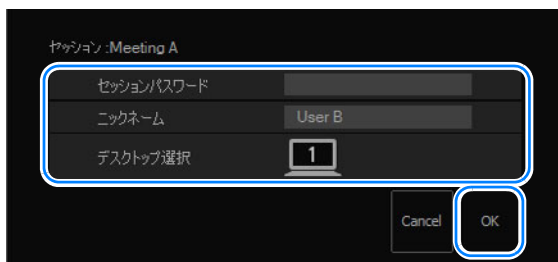 セッション :Meeting A
セッションパスワード
ニックネーム User B
デスクトップ選択 1
Cancel OK